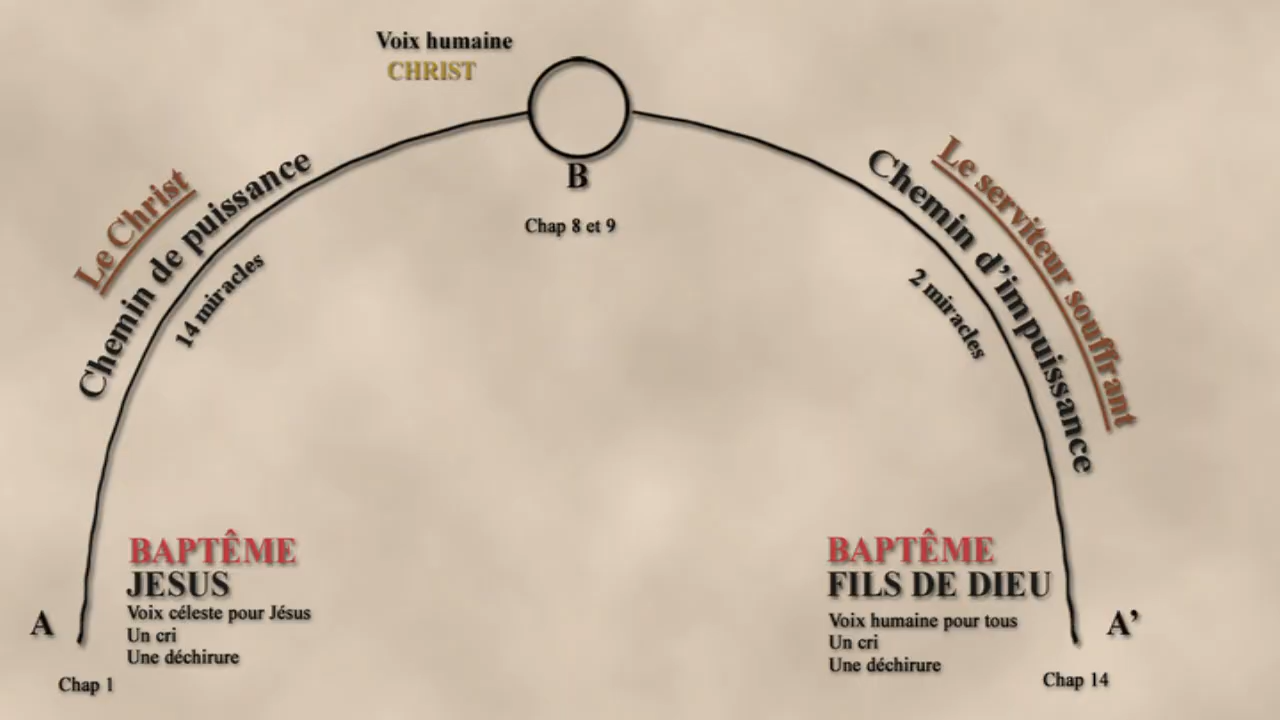 Voix humaine
CHRIST
B
Chap 8 et 9
Le Christ
Chemin de puissance
14 miracles
Le serviteur souffrant
Chemin d’impuissance
2 miracles
A
BAPTÊME
JESUS
Voix céleste pour Jésus
Un cri
Une déchirure
Chap 1
BAPTÊME
FILS DE DIEU
Voix humaine pour tous
Un cri
Une déchirure
A’
Chap 14